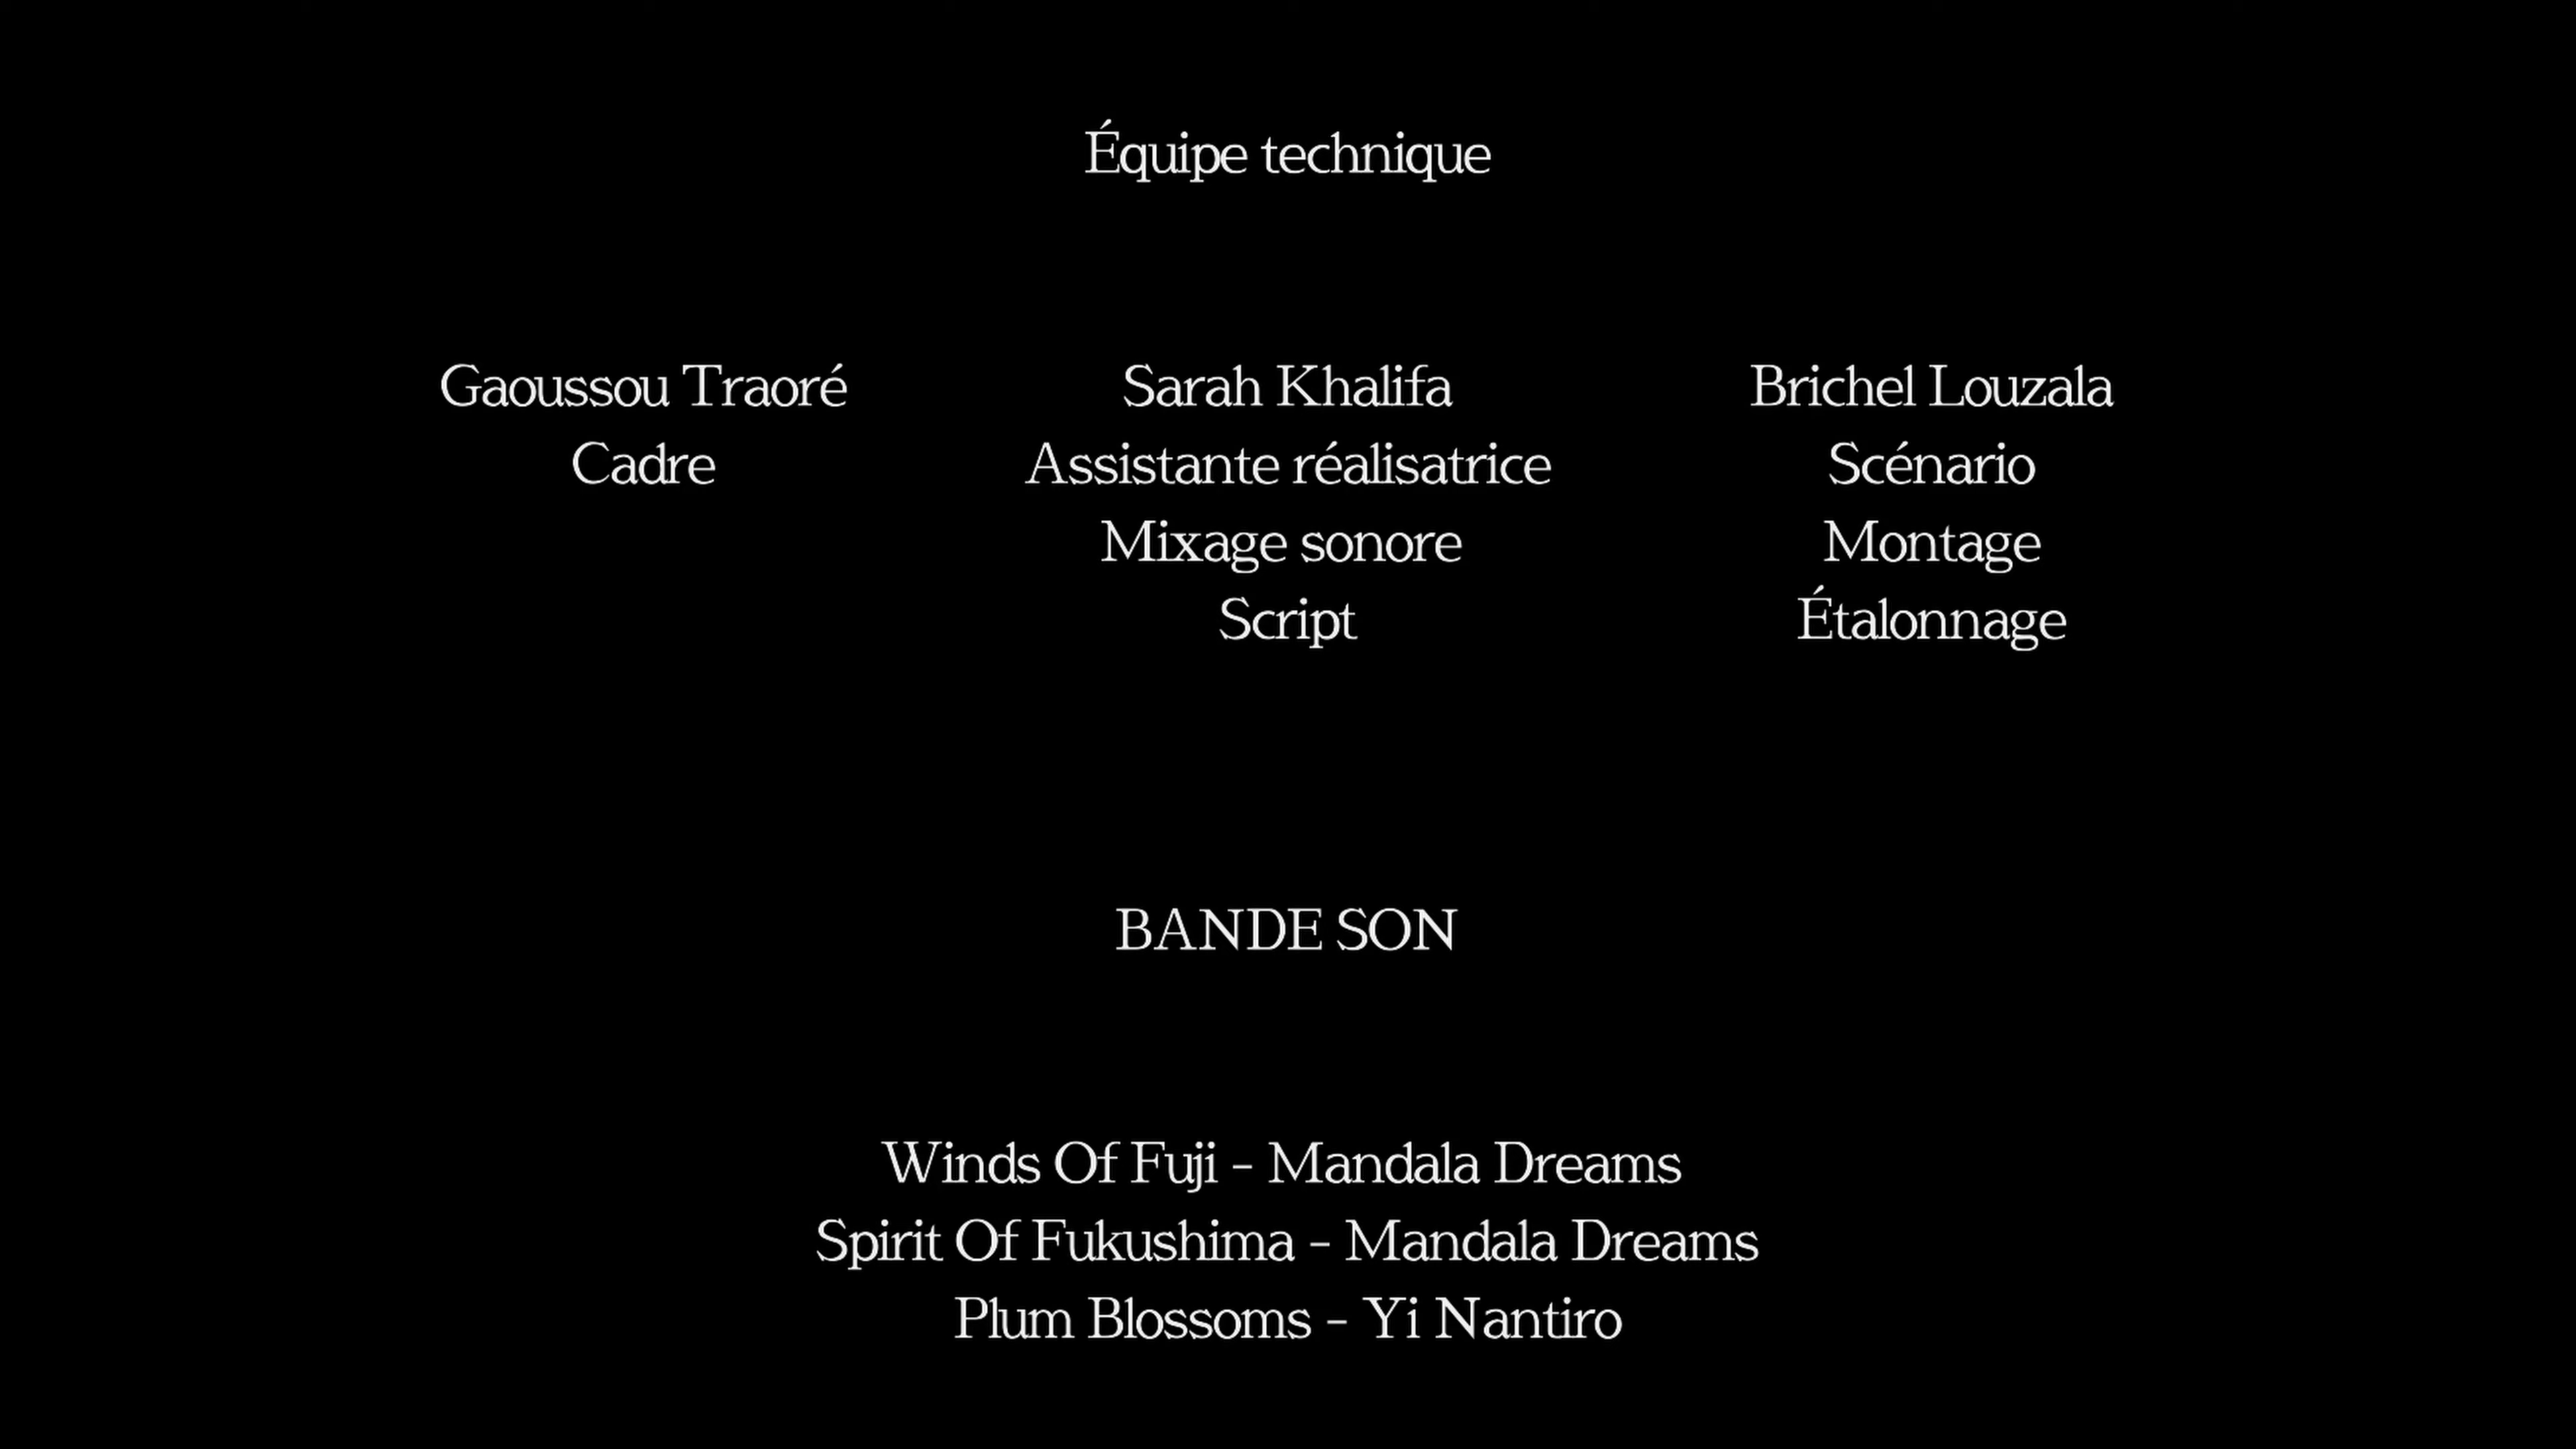 Équipe technique
Gaoussou Traoré
Cadre
Sarah Khalifa
Assistante réalisatrice
Mixage sonore
Script
Brichel Louzala
Scénario
Montage
Étalonnage
BANDE SON
Winds Of Fuji - Mandala Dreams
Spirit Of Fukushima - Mandala Dreams
Plum Blossoms - Yi Nantiro